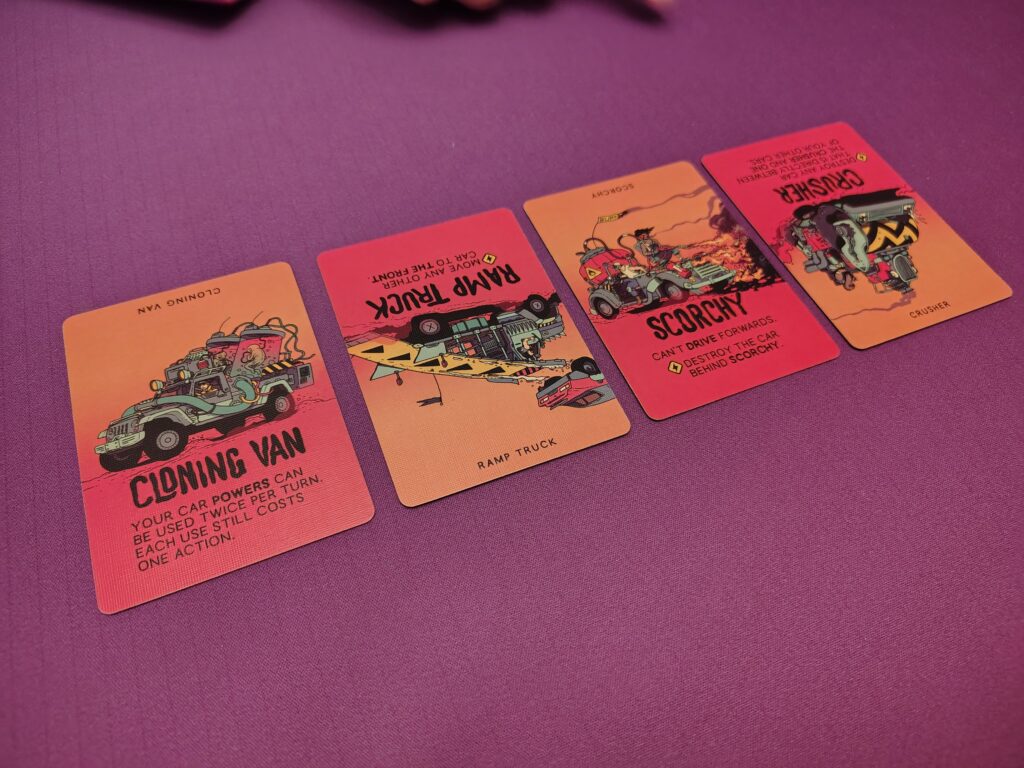 CLONING VAN
CLONING VAN
YOUR CAR POWERS CAN
BE USED TWICE PER TURN.
EACH USE STILL COSTS
ONE ACTION.
RAMP TRUCK
MOVE ANY OTHER
CAR TO THE FRONT.
RAMP TRUCK
SCORCHY
SCORCHY
CAN'T DRIVE FORWARDS.
DESTROY THE CAR
BEHIND SCORCHY.
CRUSHER
DESTROY ANY CAR
THAT IS DIRECTLY BETWEEN
THE CRUSHER AND ONE
OF YOUR OTHER CARS.
CRUSHER